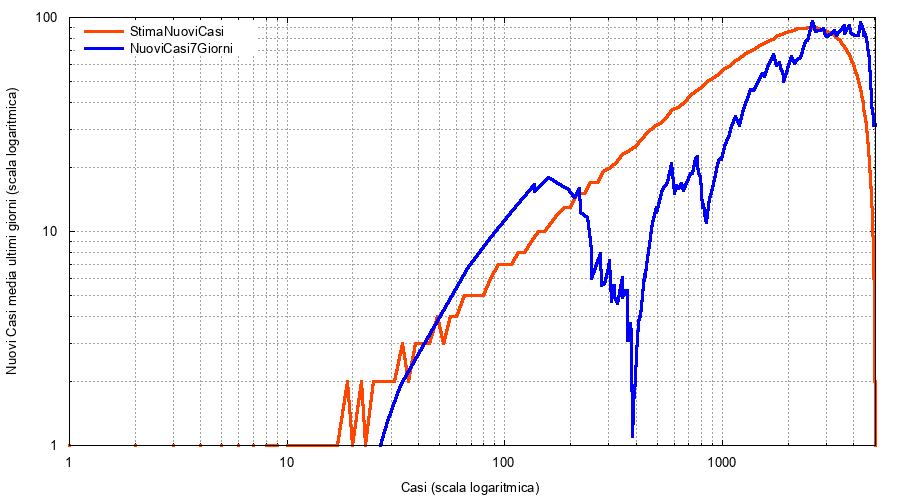 100
StimaNuoviCasi
NuoviCasi7Giorni
10
1
Nuovi Casi media ultimi giorni (scala logaritmica)
1 10 100 1000
Casi (scala logaritmica)